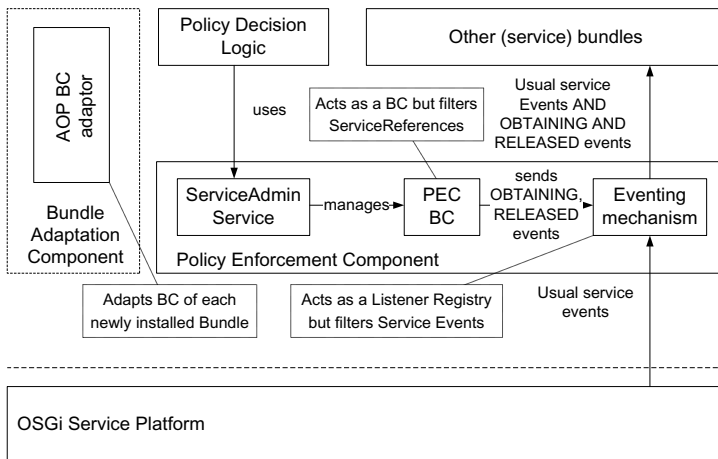 Policy Decision
Logic
Other (service) bundles
AOP BC
adaptor
uses
Acts as a BC but filters
ServiceReferences
Usual service
Events AND
OBTAINING AND
RELEASED events
Bundle
Adaptation
Component
ServiceAdmin
Service
manages
PEC
BC
sends
OBTAINING,
RELEASED
events
Eventing
mechanism
Policy Enforcement Component
Adapts BC of each
newly installed Bundle
Acts as a Listener Registry
but filters Service Events
Usual service
events
OSGi Service Platform